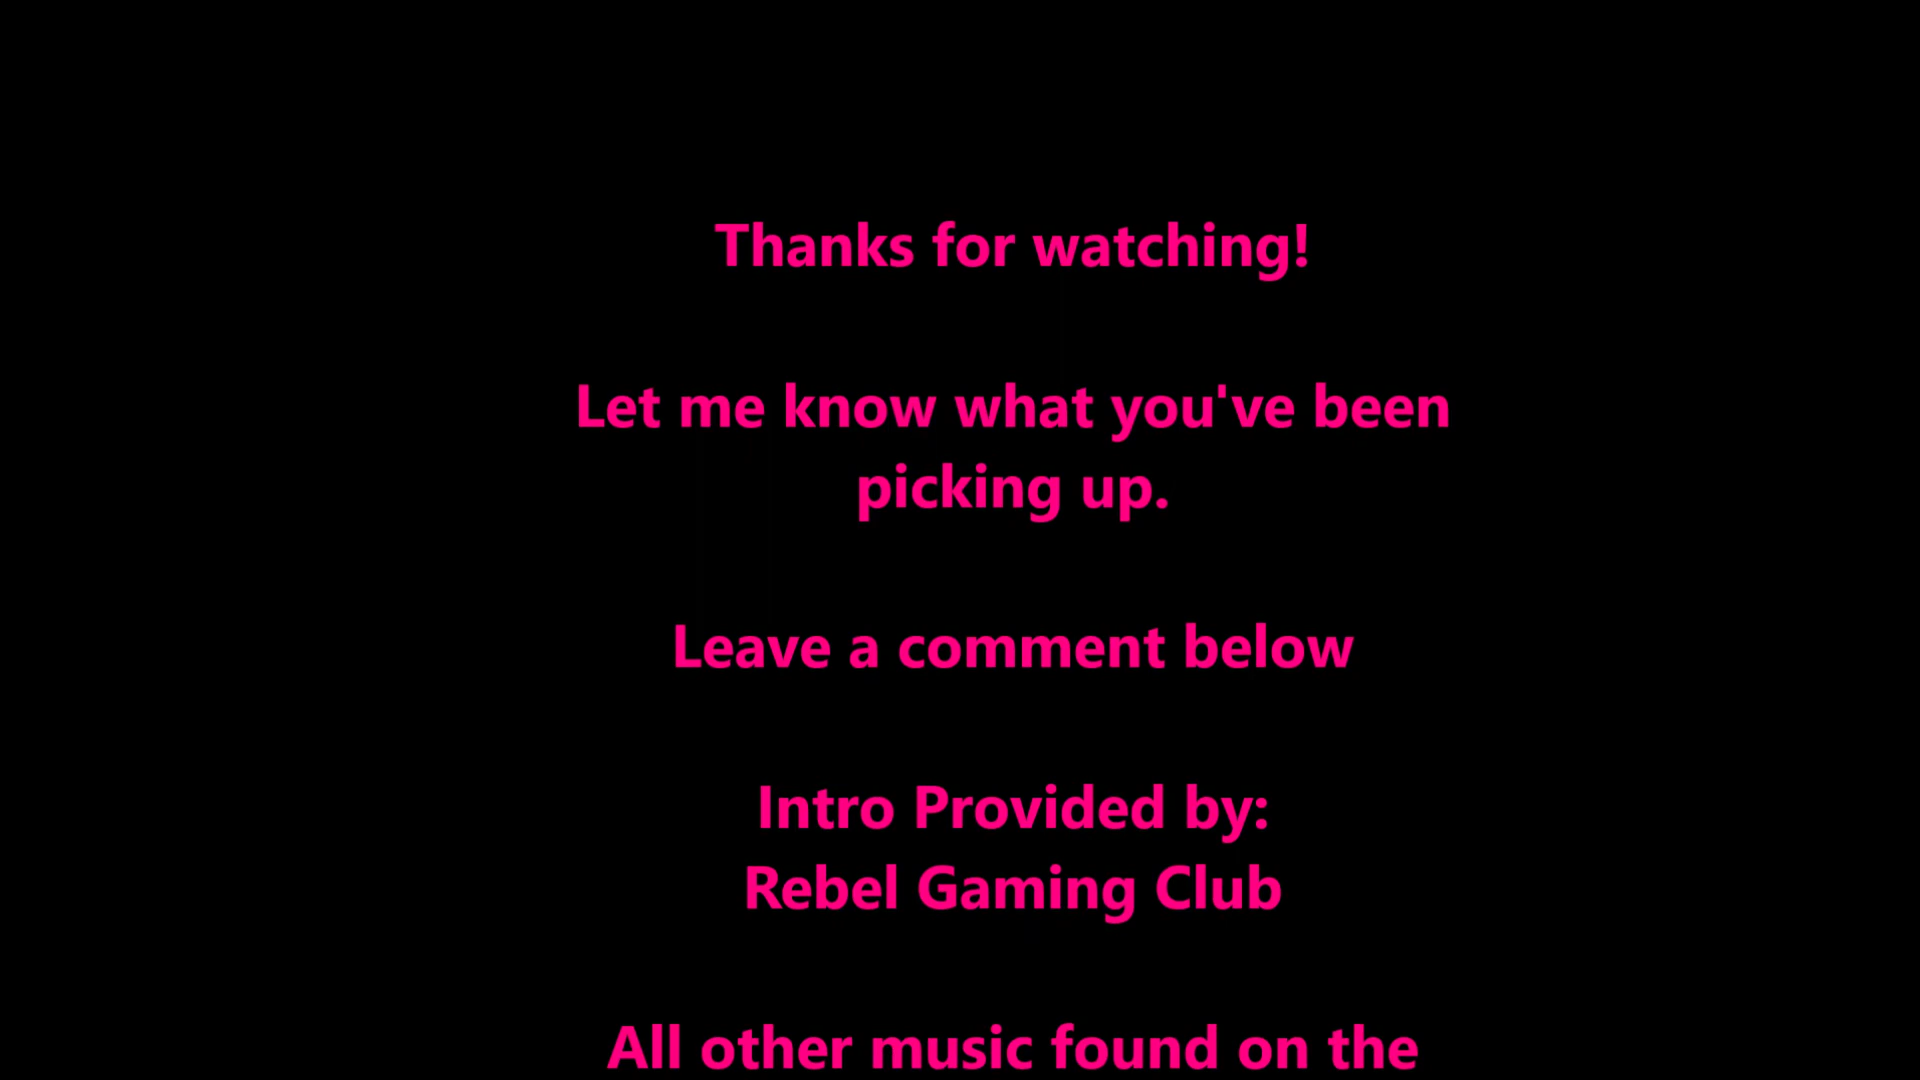 Thanks for watching!
Let me know what you've been
picking up.
Leave a comment below
Intro Provided by:
Rebel Gaming Club
All other music found on the